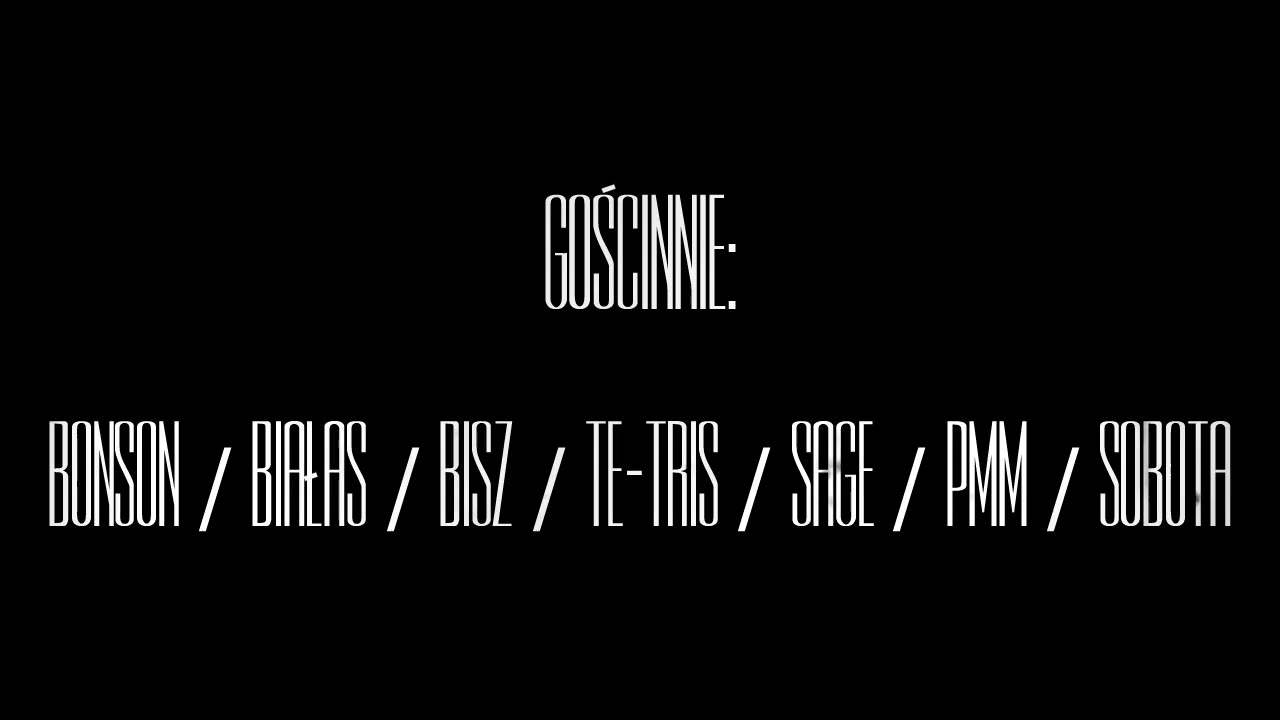 GOŚCINNIE:
BONSON / BIAŁAS / BISZ / TE-TRIS / SAGE / PMM / SOBOTA